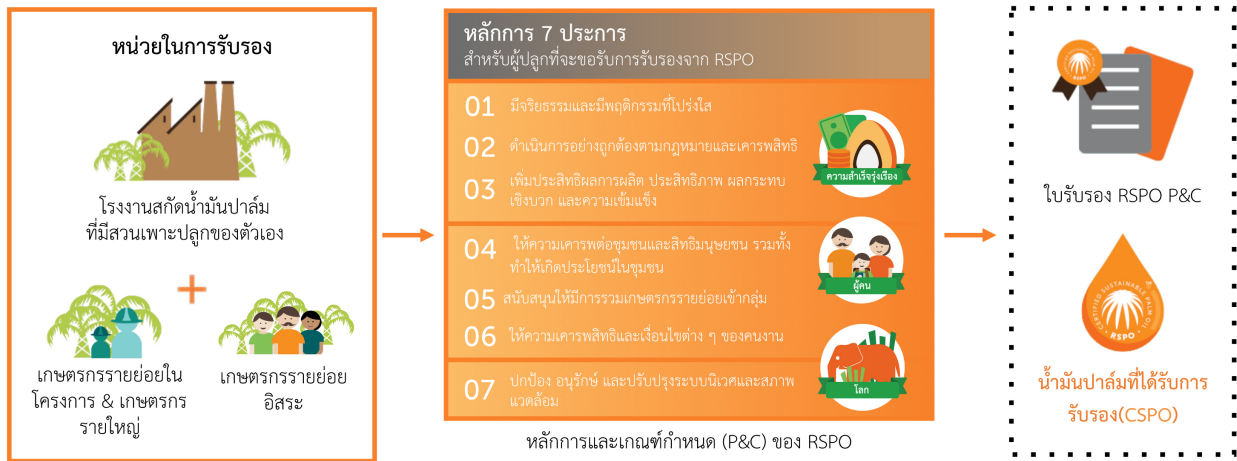 หน่วยในการรับรอง
โรงงานสกัดน้ำมันปาล์ม
ที่มีสวนเพาะปลูกของตัวเอง
เกษตรกรรายย่อยใน
โครงการ & เกษตรกร
รายใหญ่
เกษตรกรรายย่อย
อิสระ
หลักการ 7 ประการ
สำหรับผู้ปลูกที่จะขอรับการรับรองจาก RSPO
01 มีจริยธรรมและมีพฤติกรรมที่โปร่งใส
02 ดำเนินการอย่างถูกต้องตามกฎหมายและเคารพสิทธิ
03 เพิ่มประสิทธิผลการผลิต ประสิทธิภาพ ผลกระทบ
เชิงบวก และความเข้มแข็ง
ความสำเร็จรุ่งเรือง
04 ให้ความเคารพต่อชุมชนและสิทธิมนุษยชน รวมทั้ง
ทำให้เกิดประโยชน์ในชุมชน
05 สนับสนุนให้มีการรวมเกษตรกรรายย่อยเข้ากลุ่ม
06 ให้ความเคารพสิทธิและเงื่อนไขต่าง ๆ ของคนงาน
ผู้คน
07 ปกป้อง อนุรักษ์ และปรับปรุงระบบนิเวศและสภาพ
แวดล้อม
โลก
หลักการและเกณฑ์กำหนด (P&C) ของ RSPO
RSPO
ใบรับรอง RSPO P&C
CERTIFIED SUSTAINABLE PALM OIL
RSPO
น้ำมันปาล์มที่ได้รับการ
รับรอง(CSPO)